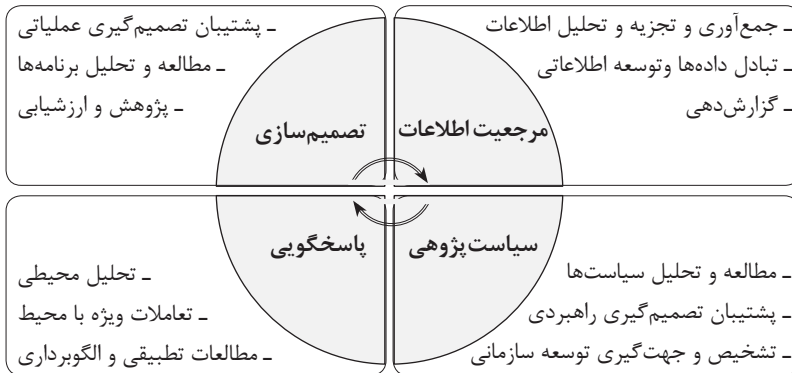 ـ جمع‌آوری و تجزیه و تحلیل اطلاعات
ـ تبادل داده‌ها وتوسعه اطلاعاتی
ـ گزارش‌دهی
مرجعیت اطلاعات
ـ پشتیبان تصمیم‌گیری عملیاتی
ـ مطالعه و تحلیل برنامه‌ها
ـ پژوهش و ارزشیابی
تصمیم‌سازی
سیاست‌پژوهی
ـ مطالعه و تحلیل سیاست‌ها
ـ پشتیبان تصمیم‌گیری راهبردی
ـ تشخیص و جهت‌گیری توسعه سازمانی
پاسخگویی
ـ تحلیل محیطی
ـ تعاملات ویژه با محیط
ـ مطالعات تطبیقی و الگوبرداری